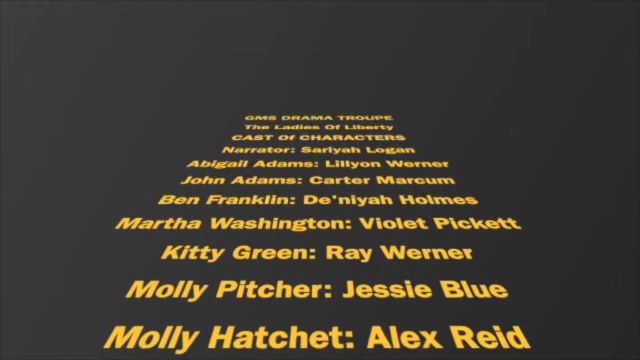 GMS DRAMA TROUPE
The Ladies Of Liberty
CAST Of CHARACTERS
Narrator: Sariyah Logan
Abigail Adams: Lillyon Werner
John Adams: Carter Marcum
Ben Franklin: De'niyah Holmes
Martha Washington: Violet Pickett
Kitty Green: Ray Werner
Molly Pitcher: Jessie Blue
Molly Hatchet: Alex Reid